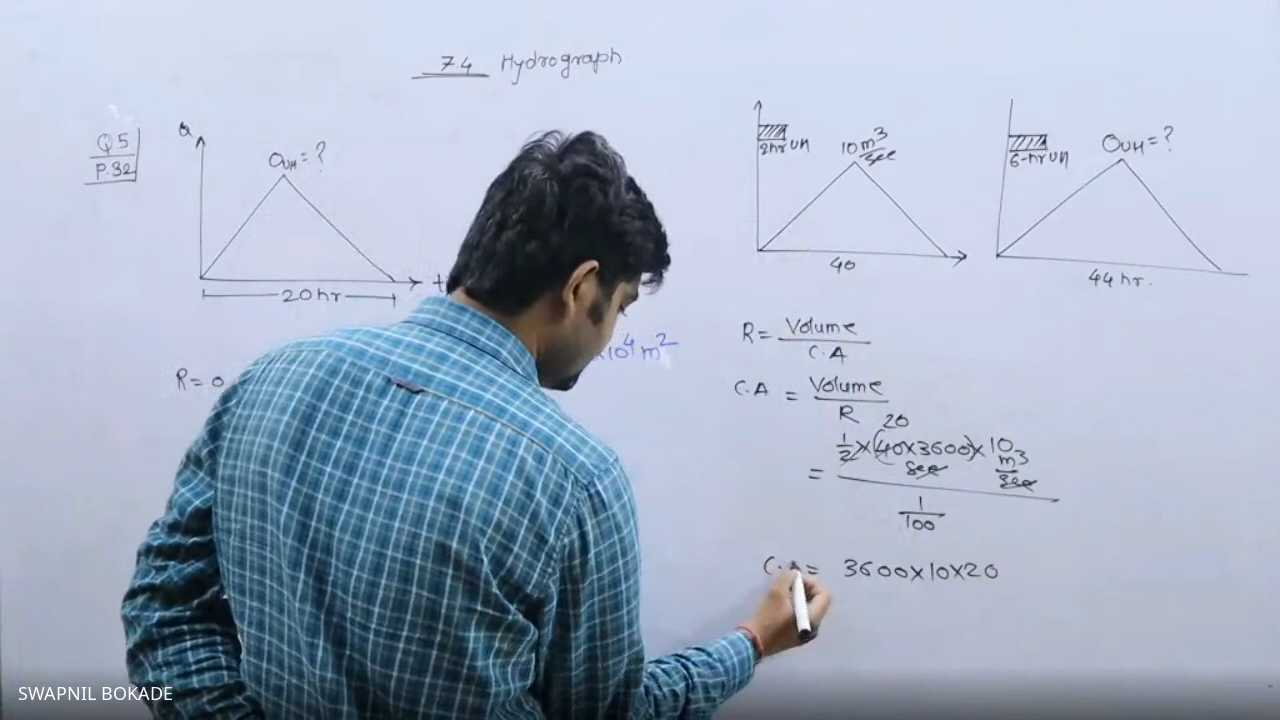 7.4 Hydrograph
Q5
P.32
Q
QUH = ?
t
20 hr
R = 0
×10⁴ m²
2hr UH
10 m³/sec
40
6-hr UH
QUH = ?
44 hr.
R = Volume / C.A
C.A = Volume / R
20
= 1/2 × (40×3600) × 10
sec m³/sec
1/100
C.A = 3600×10×20
SWAPNIL BOKADE